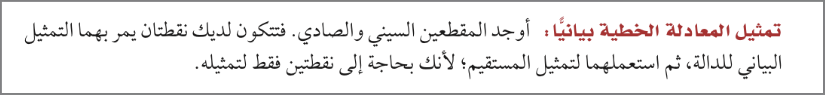 تمثيل المعادلة الخطية بيانيًّا: أوجد المقطعين السيني والصادي. فتتكون لديك نقطتان يمر بهما التمثيل
البياني للدالة، ثم استعملهما لتمثيل المستقيم؛ لأنك بحاجة إلى نقطتين فقط لتمثيله.